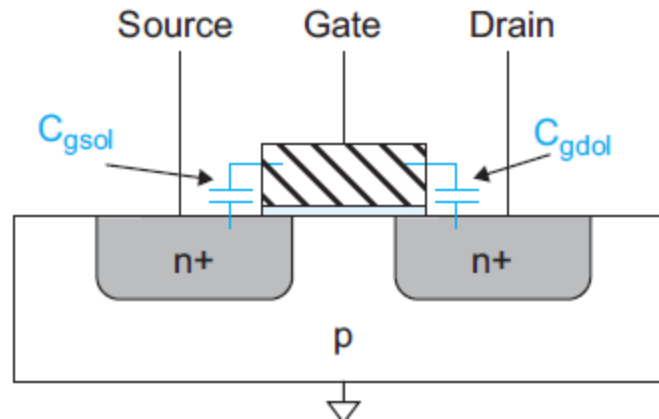 Source Gate Drain
Cgsol
Cgdol
n+ n+
p